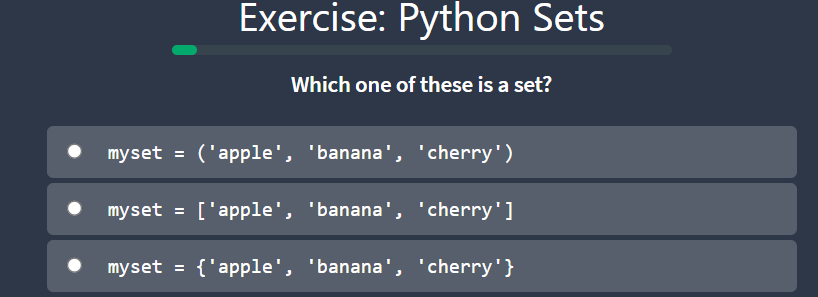 Exercise: Python Sets
Which one of these is a set?
myset = ('apple', 'banana', 'cherry')
myset = ['apple', 'banana', 'cherry']
myset = {'apple', 'banana', 'cherry'}